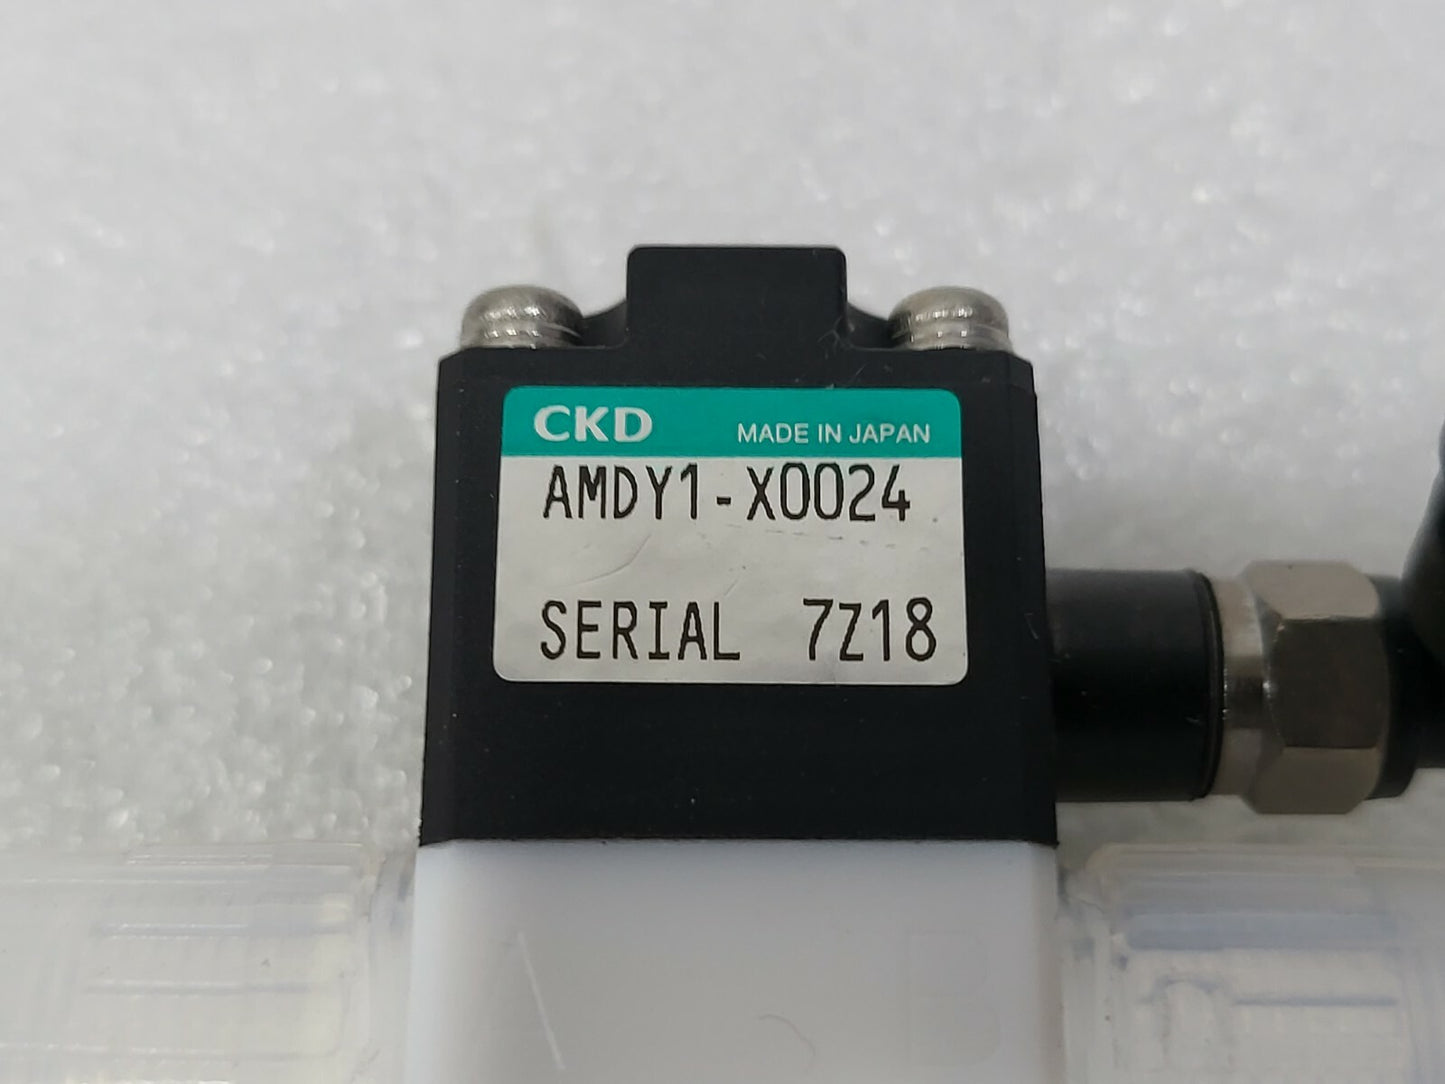 CKD MADE IN JAPAN
AMDY1-X0024
SERIAL 7Z18
B